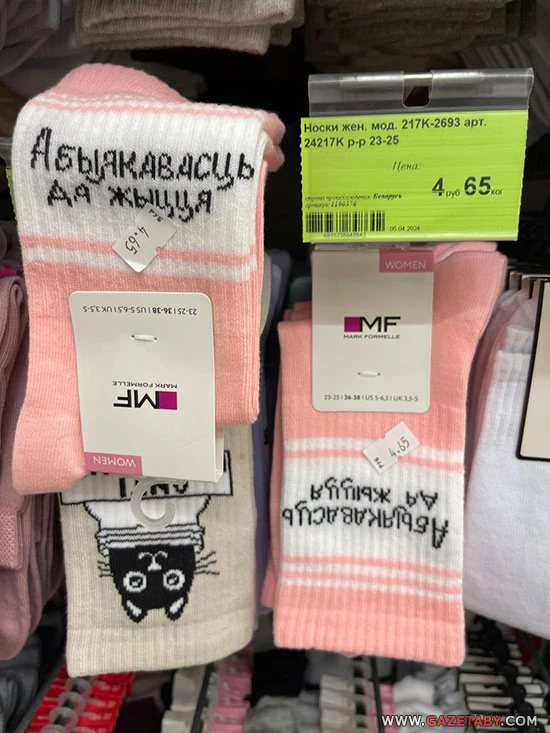 АБЫЯКАВАСЦЬ
ДА ЖЫЦЦЯ
4.65
23-25 | 36-38 | US 5-6,5 | UK 3,5-5
MARK FORMELLE
MF
WOMEN
Носки жен. мод. 217К-2693 арт.
24217К р-р 23-25
Цена:
4 руб 65 коп
страна происхождения: Беларусь
05.04.2024
WOMEN
MF
MARK FORMELLE
23-25 | 36-38 | US 5-6,5 | UK 3,5-5
4.65
АБЫЯКАВАСЦЬ
ДА ЖЫЦЦЯ
WWW.GAZETABY.COM